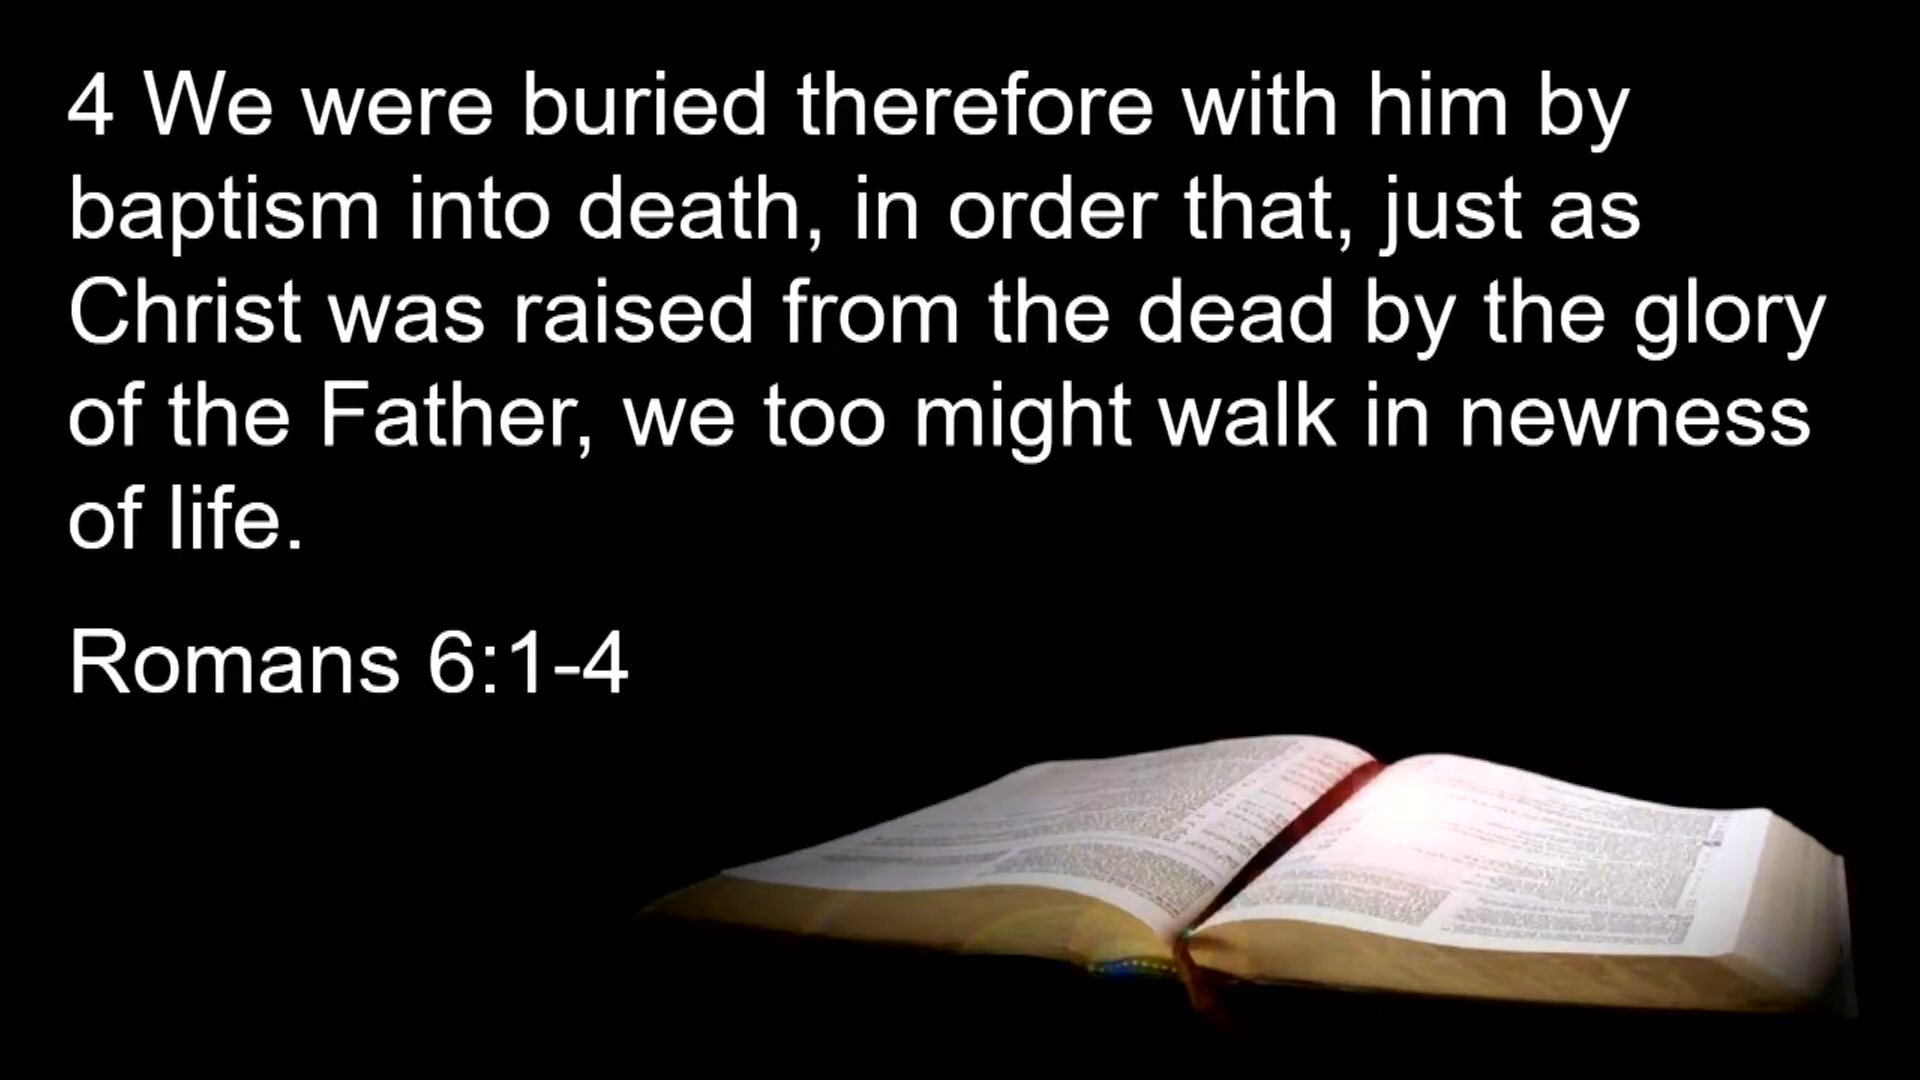 4 We were buried therefore with him by
baptism into death, in order that, just as
Christ was raised from the dead by the glory
of the Father, we too might walk in newness
of life.
Romans 6:1-4